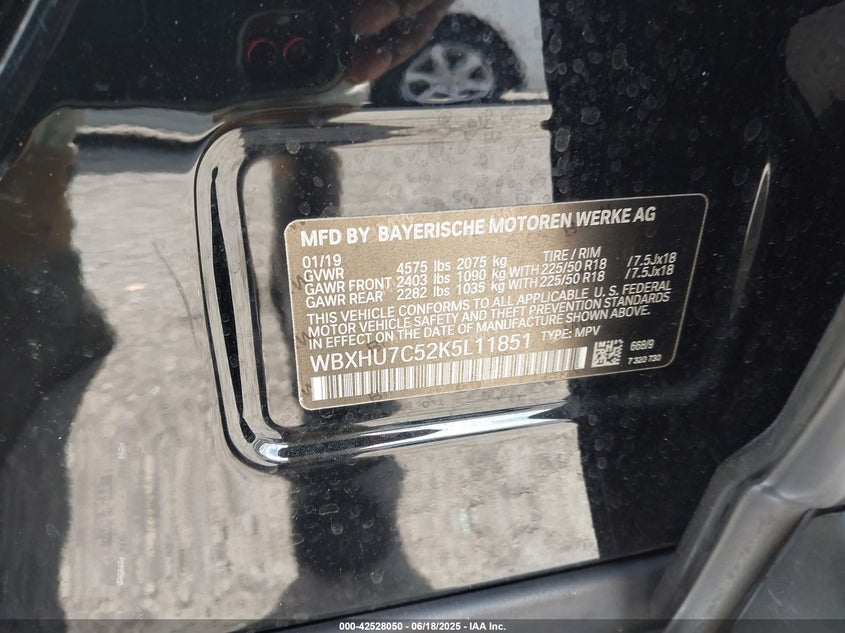 MFD BY BAYERISCHE MOTOREN WERKE AG
01/19 TIRE / RIM
GVWR 4575 lbs 2075 kg
GAWR FRONT 2403 lbs 1090 kg WITH 225/50 R18 /7.5Jx18
GAWR REAR 2282 lbs 1035 kg WITH 225/50 R18 /7.5Jx18
THIS VEHICLE CONFORMS TO ALL APPLICABLE U. S. FEDERAL
MOTOR VEHICLE SAFETY AND THEFT PREVENTION STANDARDS
IN EFFECT ON THE DATE OF MANUFACTURE SHOWN ABOVE.
WBXHU7C52K5L11851 TYPE: MPV
668/9
7 320 730
000-42528050 | 06/18/2025 - IAA Inc.